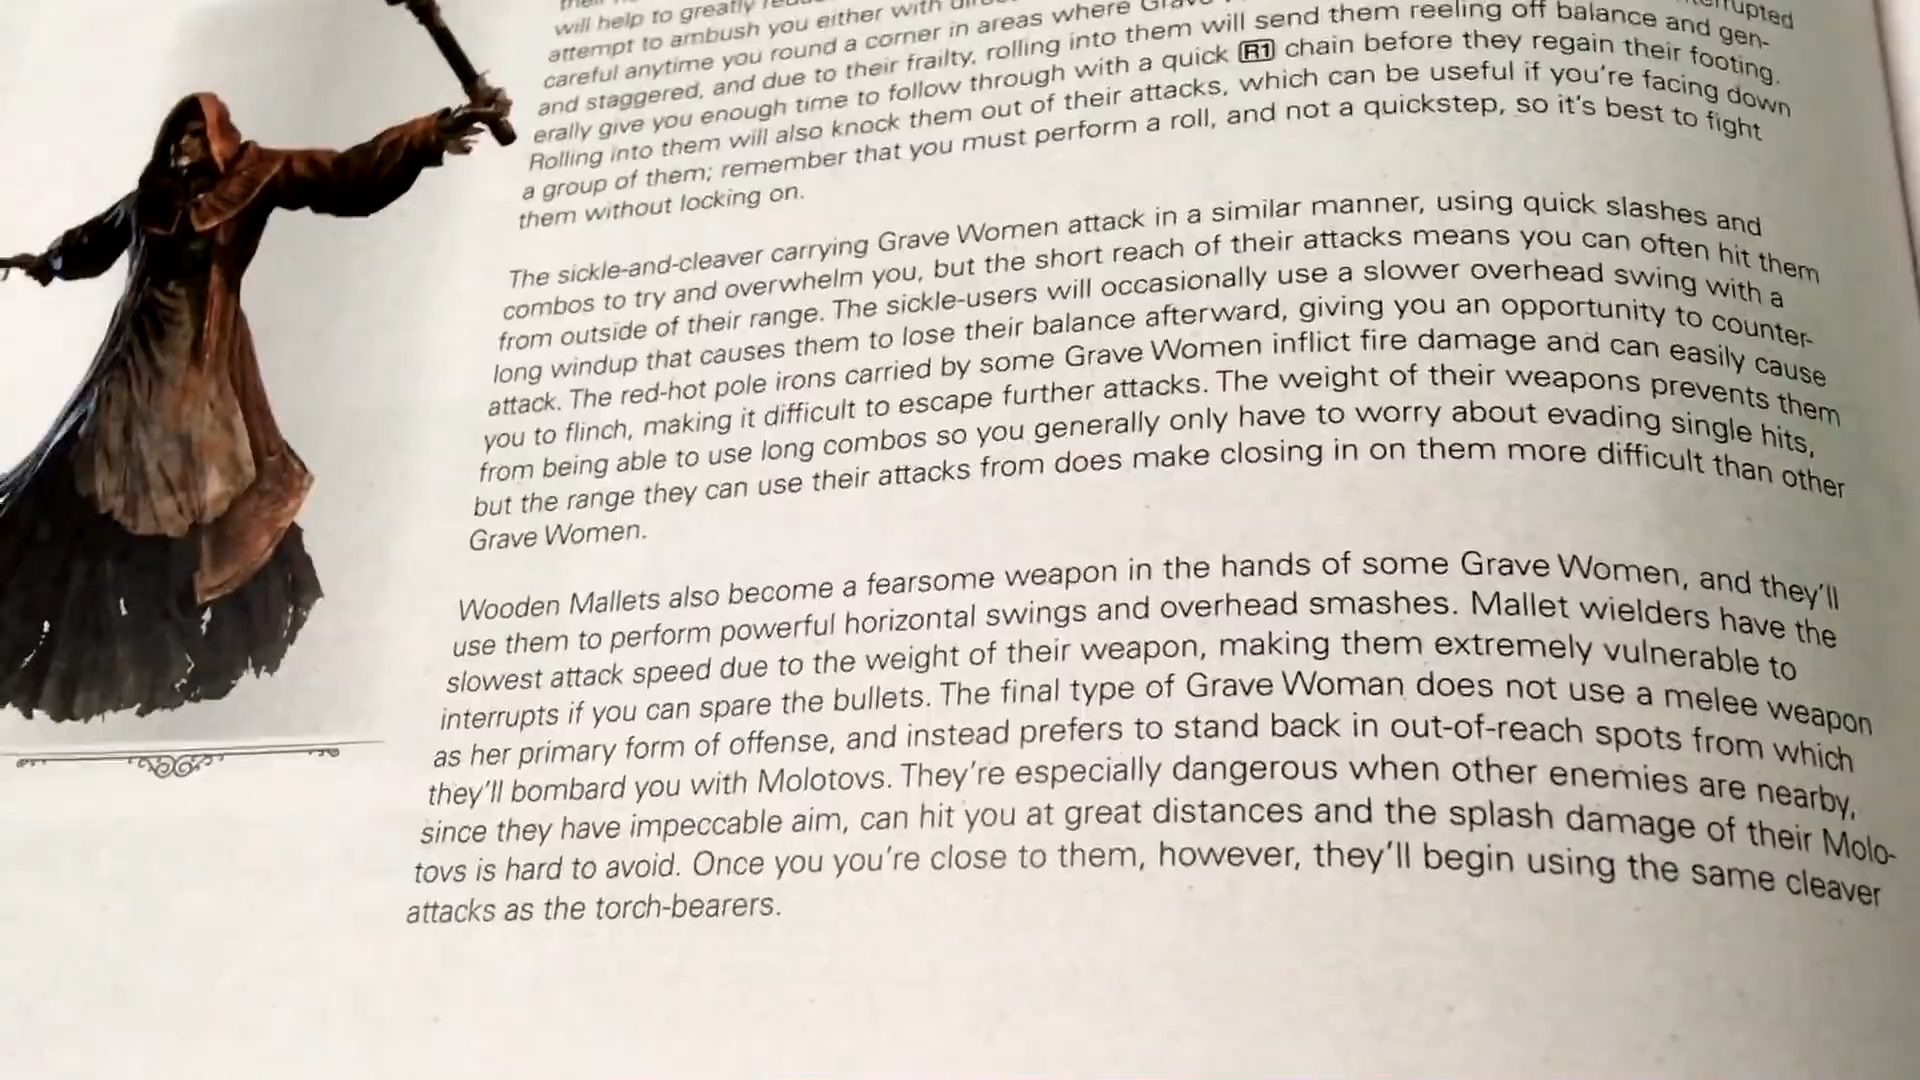 will help to greatly
attempt to ambush you either with
careful anytime you round a corner in areas where
and staggered, and due to their frailty, rolling into them will send them reeling off balance and gen-
erally give you enough time to follow through with a quick R1 chain before they regain their footing.
Rolling into them will also knock them out of their attacks, which can be useful if you're facing down
a group of them; remember that you must perform a roll, and not a quickstep, so it's best to fight
them without locking on.
The sickle-and-cleaver carrying Grave Women attack in a similar manner, using quick slashes and
combos to try and overwhelm you, but the short reach of their attacks means you can often hit them
from outside of their range. The sickle-users will occasionally use a slower overhead swing with a
long windup that causes them to lose their balance afterward, giving you an opportunity to counter-
attack. The red-hot pole irons carried by some Grave Women inflict fire damage and can easily cause
you to flinch, making it difficult to escape further attacks. The weight of their weapons prevents them
from being able to use long combos so you generally only have to worry about evading single hits,
but the range they can use their attacks from does make closing in on them more difficult than other
Grave Women.
Wooden Mallets also become a fearsome weapon in the hands of some Grave Women, and they'll
use them to perform powerful horizontal swings and overhead smashes. Mallet wielders have the
slowest attack speed due to the weight of their weapon, making them extremely vulnerable to
interrupts if you can spare the bullets. The final type of Grave Woman does not use a melee weapon
as her primary form of offense, and instead prefers to stand back in out-of-reach spots from which
they'll bombard you with Molotovs. They're especially dangerous when other enemies are nearby,
since they have impeccable aim, can hit you at great distances and the splash damage of their Molo-
tovs is hard to avoid. Once you you're close to them, however, they'll begin using the same cleaver
attacks as the torch-bearers.